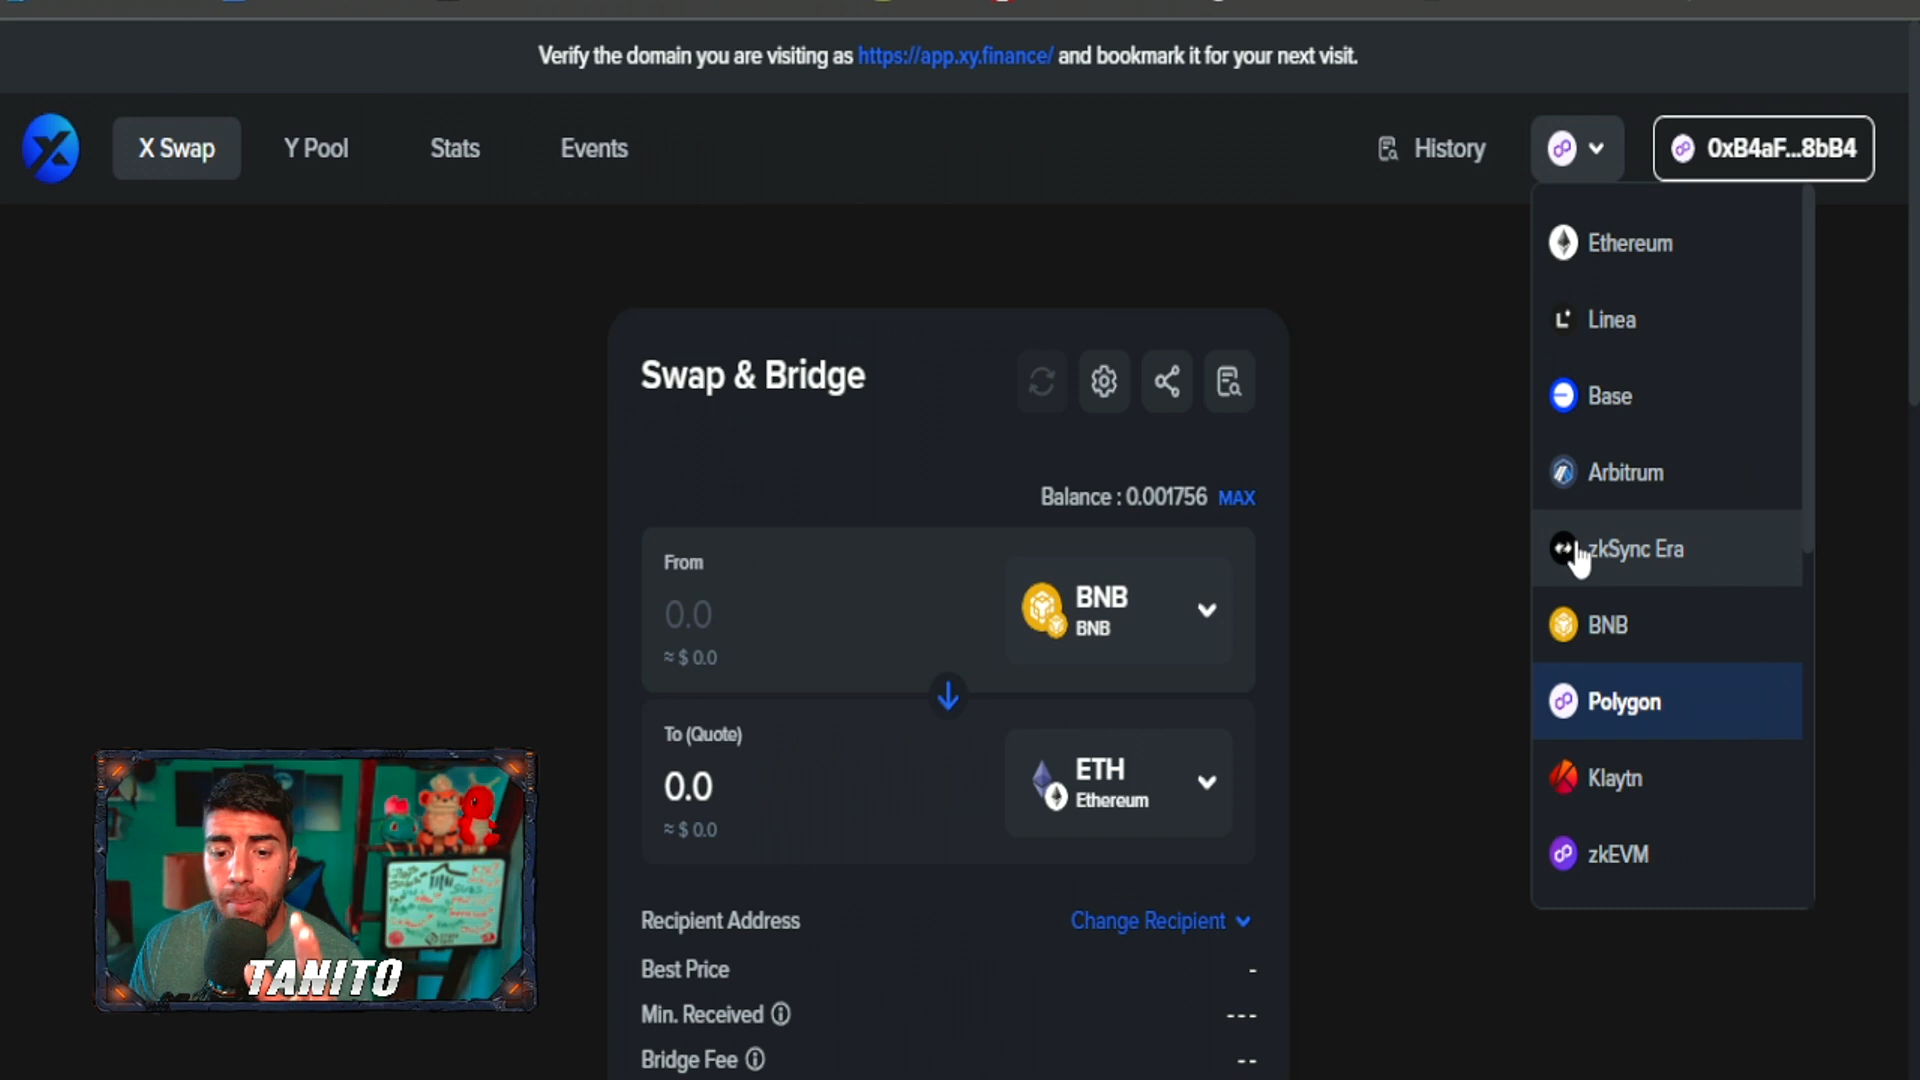 Verify the domain you are visiting as https://app.xy.finance/ and bookmark it for your next visit.
X Swap
Y Pool
Stats
Events
History
0xB4aF...8bB4
Ethereum
Linea
Base
Arbitrum
zkSync Era
BNB
Polygon
Klaytn
zkEVM
Swap & Bridge
Balance : 0.001756 MAX
From
0.0
≈ $ 0.0
BNB
BNB
To (Quote)
0.0
≈ $ 0.0
ETH
Ethereum
Recipient Address
Change Recipient
Best Price
-
Min. Received
---
Bridge Fee
--
TANITO